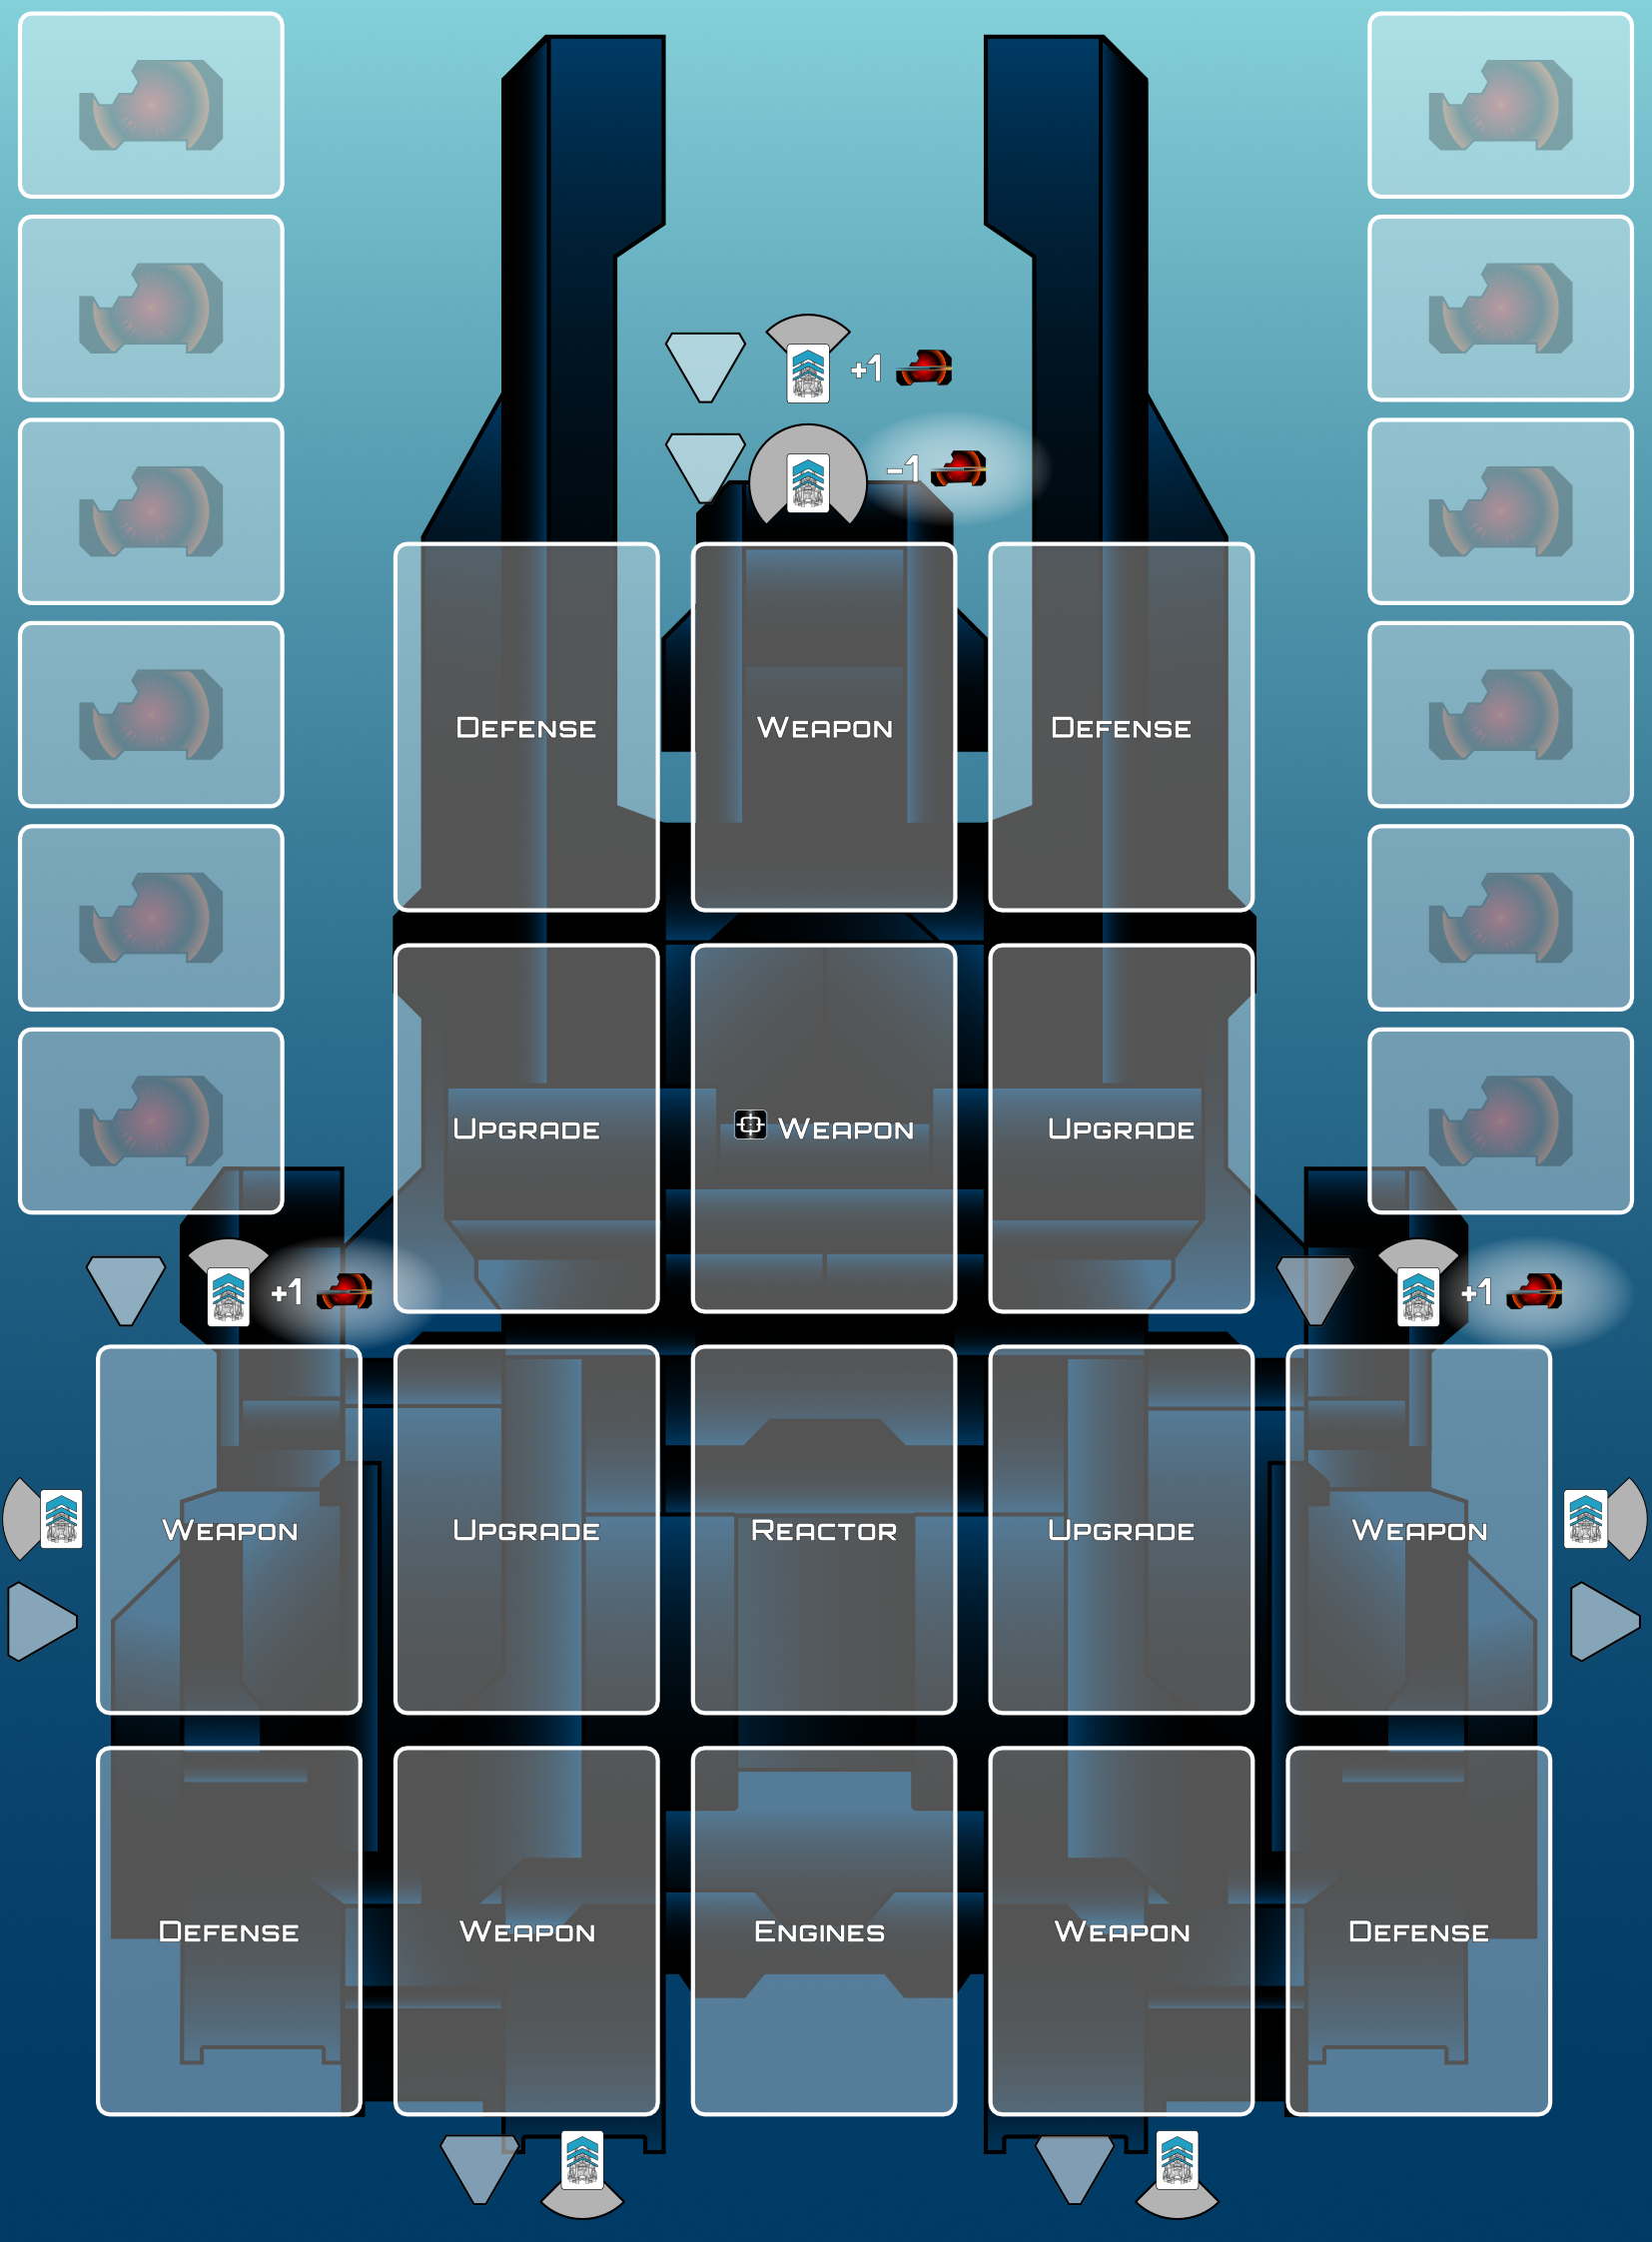 +1
-1
Defense Weapon Defense
Upgrade Weapon Upgrade
+1 +1
Weapon Upgrade Reactor Upgrade Weapon
Defense Weapon Engines Weapon Defense